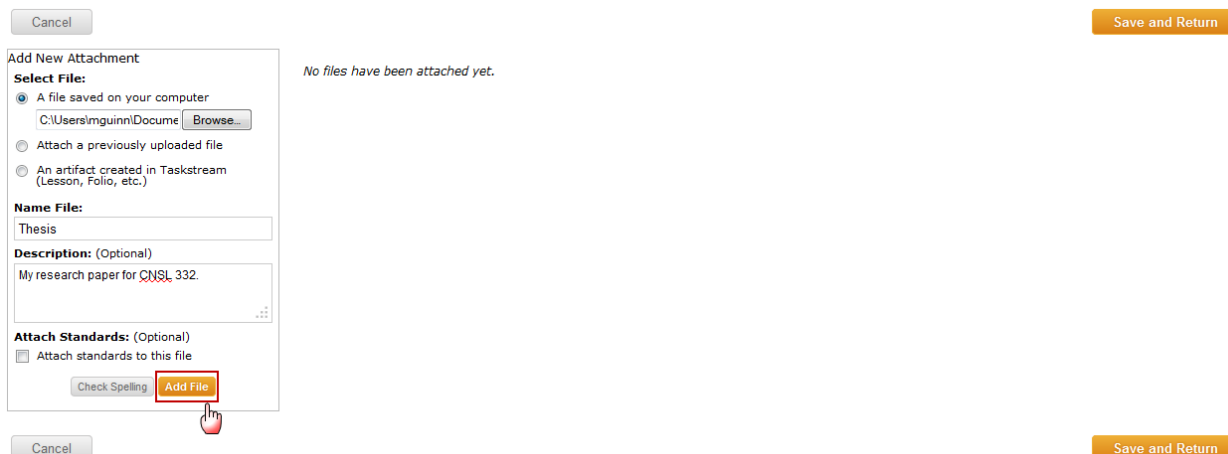 Cancel
Save and Return
Add New Attachment
No files have been attached yet.
Select File:
A file saved on your computer
C:\Users\mguinn\Docume
Browse...
Attach a previously uploaded file
An artifact created in Taskstream
(Lesson, Folio, etc.)
Name File:
Thesis
Description: (Optional)
My research paper for CNSL 332.
Attach Standards: (Optional)
Attach standards to this file
Check Spelling
Add File
Cancel
Save and Return